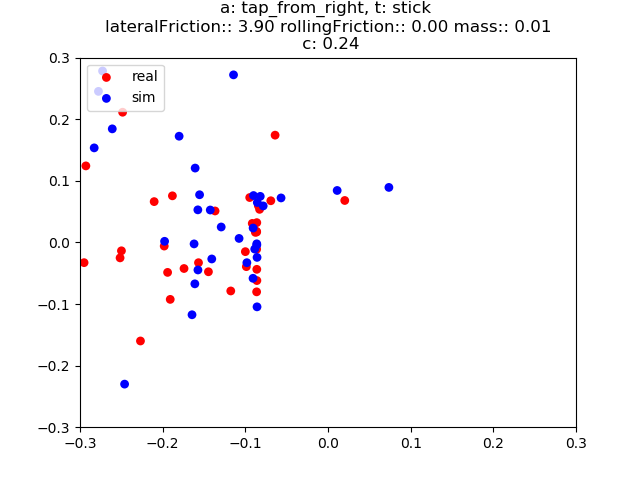 a: tap_from_right, t: stick
lateralFriction:: 3.90 rollingFriction:: 0.00 mass:: 0.01
c: 0.24
real
sim
0.3
0.2
0.1
0.0
−0.1
−0.2
−0.3
−0.3 −0.2 −0.1 0.0 0.1 0.2 0.3